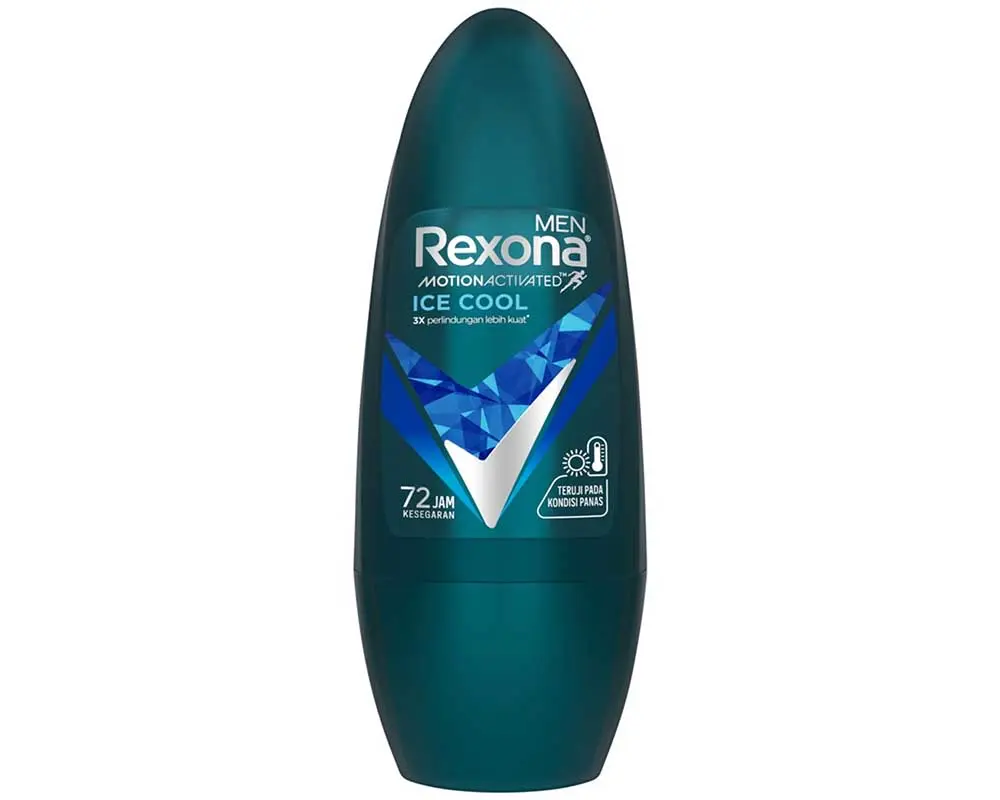 MEN
Rexona®
MOTIONACTIVATED™
ICE COOL
3X perlindungan lebih kuat*
72 JAM
KESEGARAN
TERUJI PADA
KONDISI PANAS